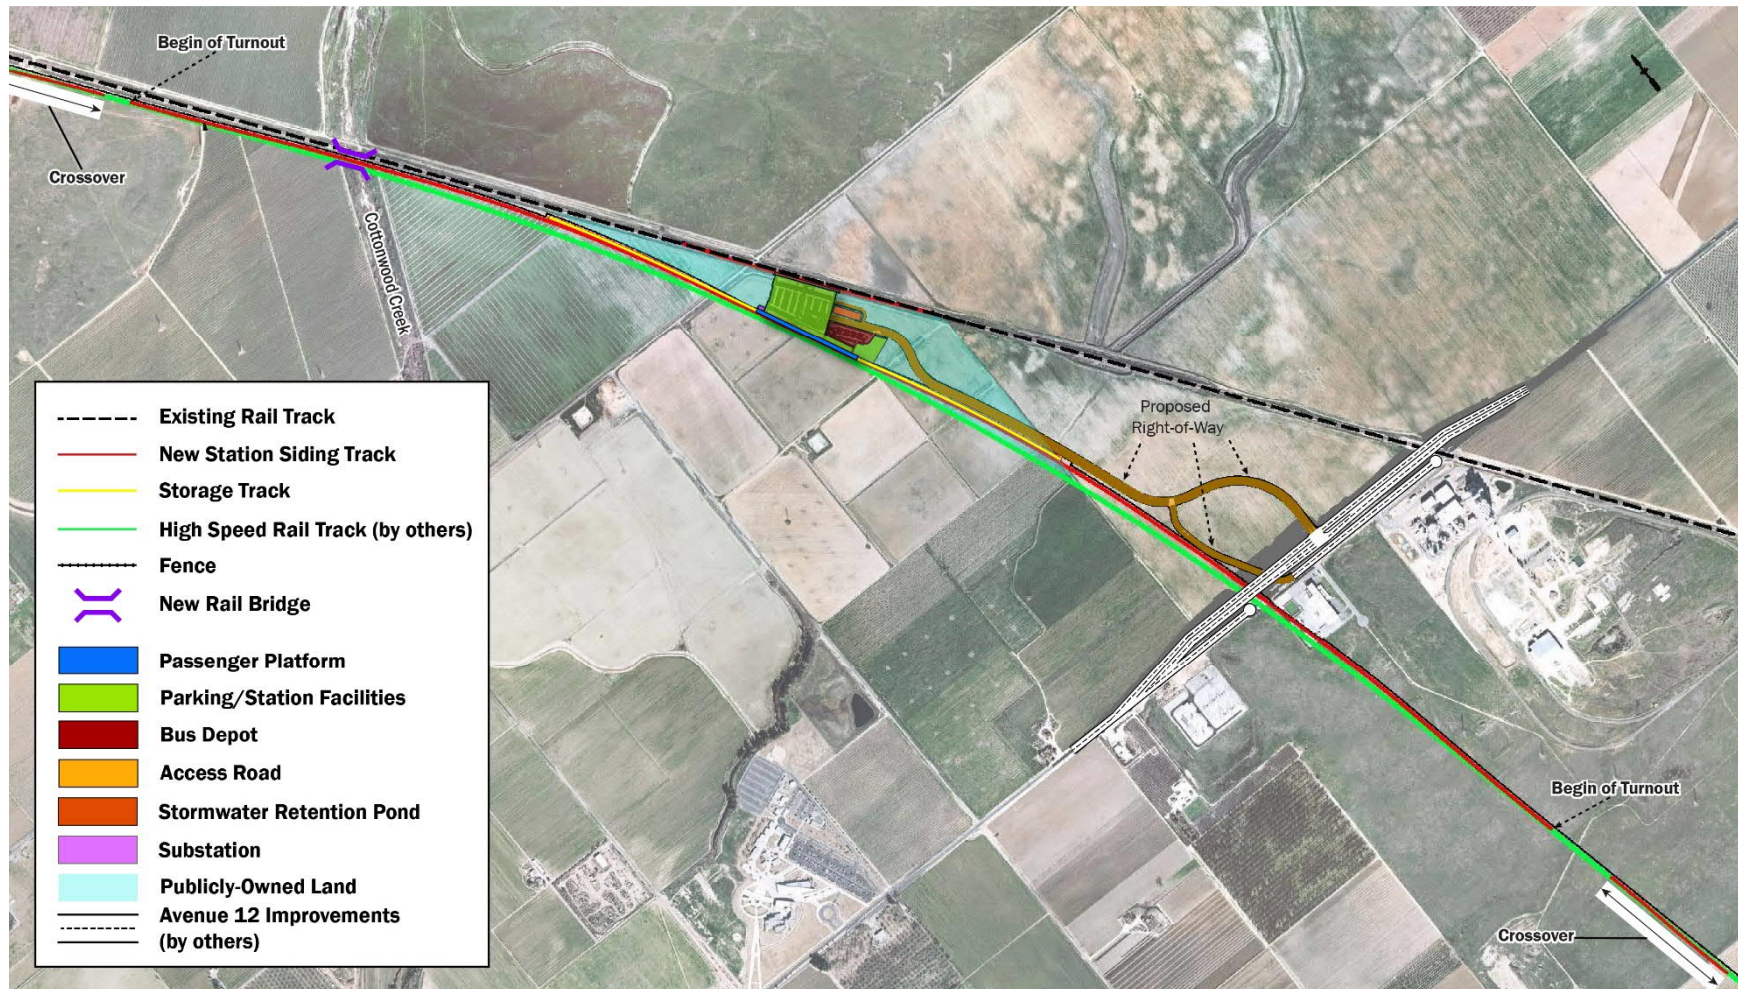 Begin of Turnout
Crossover
Cottonwood Creek
Proposed
Right-of-Way
Existing Rail Track
New Station Siding Track
Storage Track
High Speed Rail Track (by others)
Fence
New Rail Bridge
Passenger Platform
Parking/Station Facilities
Bus Depot
Access Road
Stormwater Retention Pond
Substation
Publicly-Owned Land
Avenue 12 Improvements
(by others)
Begin of Turnout
Crossover